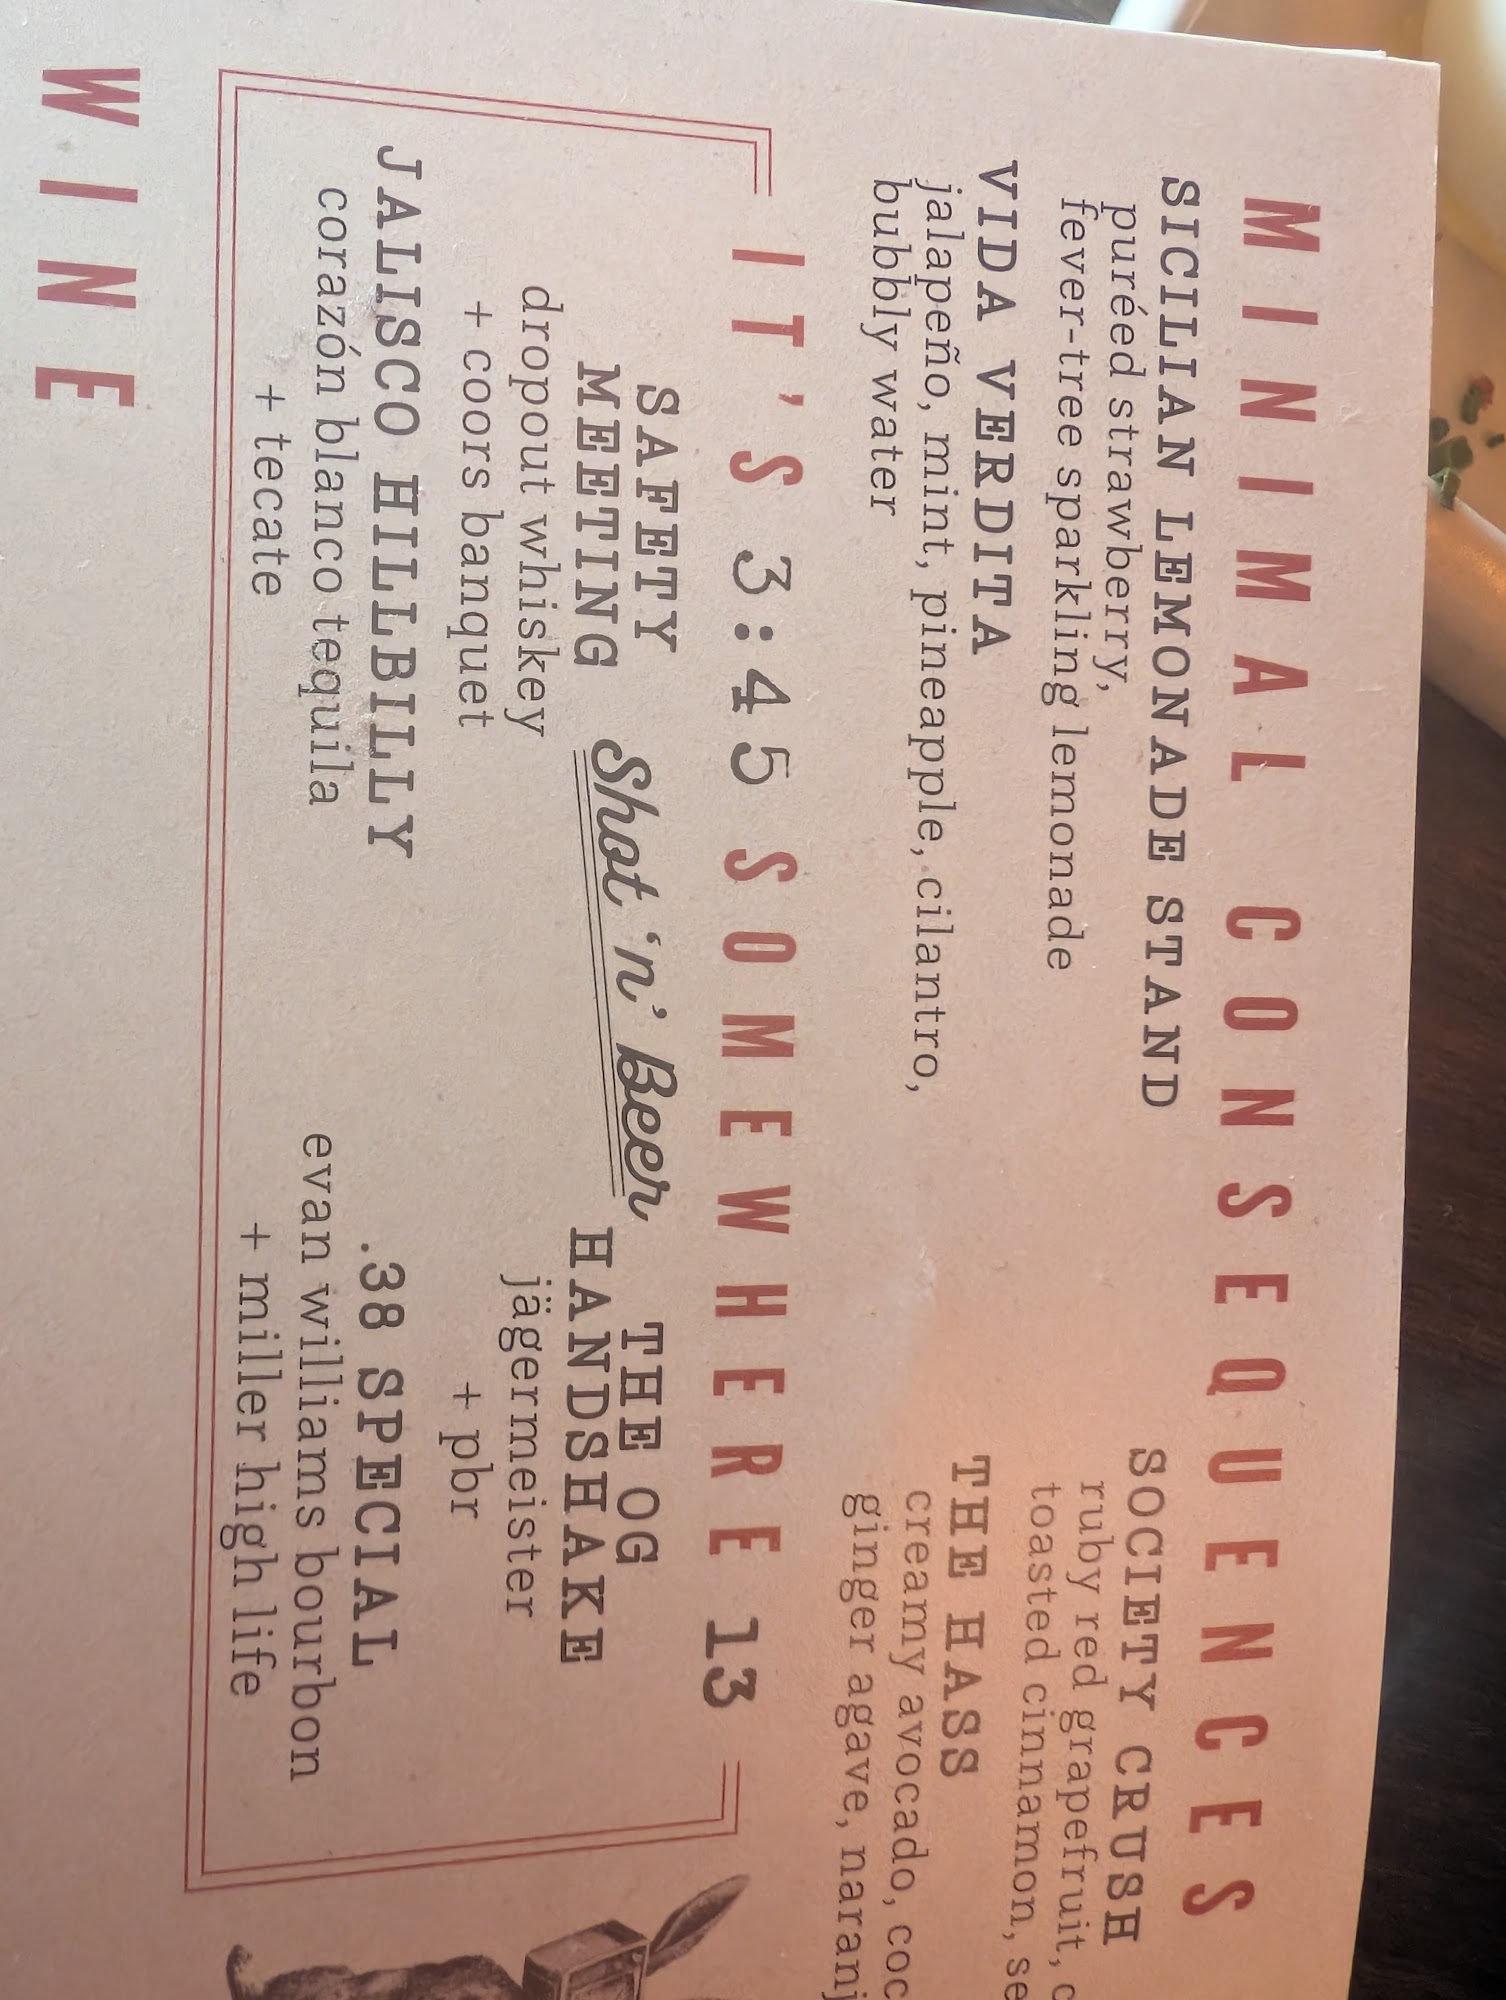 MINIMAL CONSEQUENCES
SICILIAN LEMONADE STAND
puréed strawberry,
fever-tree sparkling lemonade
VIDA VERDITA
jalapeño, mint, pineapple, cilantro,
bubbly water
SOCIETY CRUSH
ruby red grapefruit,
toasted cinnamon,
THE HASS
creamy avocado,
ginger agave,
IT'S 3:45 SOMEWHERE 13
Shot 'n' Beer
SAFETY
MEETING
dropout whiskey
+ coors banquet
THE OG
HANDSHAKE
jägermeister
+ pbr
JALISCO HILLBILLY
corazón blanco tequila
+ tecate
.38 SPECIAL
evan williams bourbon
+ miller high life
WINE